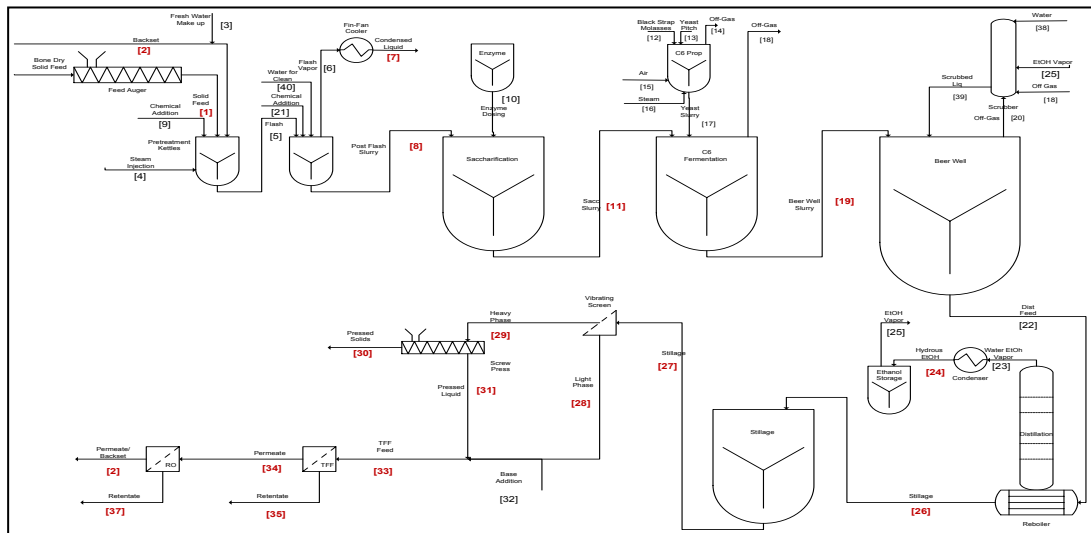 Fresh Water
Make up
[3]
Backset
[2]
Bone Dry
Solid Feed
Feed Auger
Solid
Feed
[1]
Chemical
Addition
[9]
Pretreatment
Kettles
Steam
Injection
[4]
Fin-Fan
Cooler
Condensed
Liquid
[7]
Flash
Vapor
[6]
Water for
Clean
[40]
Chemical
Addition
[21]
Flash
[5]
Post Flash
Slurry
[8]
Enzyme
[10]
Enzyme
Dosing
Saccharification
Sacc
Slurry
[11]
Black Strap
Molasses
[12]
Yeast
Pitch
[13]
Off-Gas
[14]
Off-Gas
[18]
C6 Prop
Air
[15]
Steam
[16]
Yeast
Slurry
[17]
C6
Fermentation
Beer Well
Slurry
[19]
Water
[38]
EtOH Vapor
[25]
Off Gas
[18]
Scrubbed
Liq
[39]
Scrubber
Off-Gas
[20]
Beer Well
Dist
Feed
[22]
EtOH
Vapor
[25]
Hydrous
EtOH
[24]
Water EtOh
Vapor
[23]
Condenser
Ethanol
Storage
Distillation
Reboiler
Stillage
[26]
Stillage
Stillage
[27]
Vibrating
Screen
Heavy
Phase
[29]
Light
Phase
[28]
Pressed
Solids
[30]
Screw
Press
Pressed
Liquid
[31]
Base
Addition
[32]
TFF
Feed
[33]
TFF
Permeate
[34]
Retentate
[35]
RO
Permeate/
Backset
[2]
Retentate
[37]